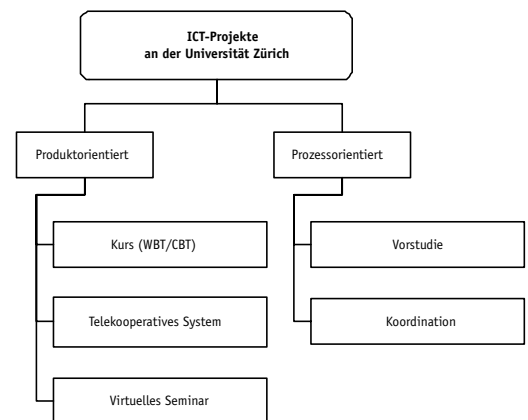 ICT-Projekte
an der Universität Zürich
Produktorientiert
Prozessorientiert
Kurs (WBT/CBT)
Vorstudie
Telekooperatives System
Koordination
Virtuelles Seminar